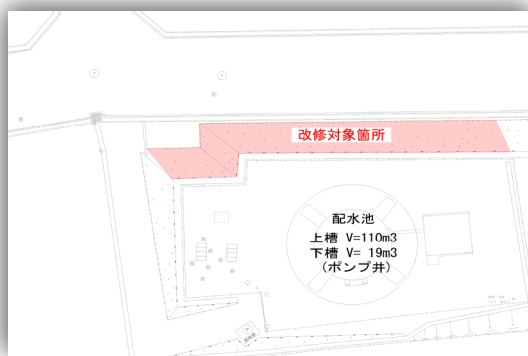 改修対象箇所
配水池
上槽 V=110m3
下槽 V= 19m3
(ポンプ井)